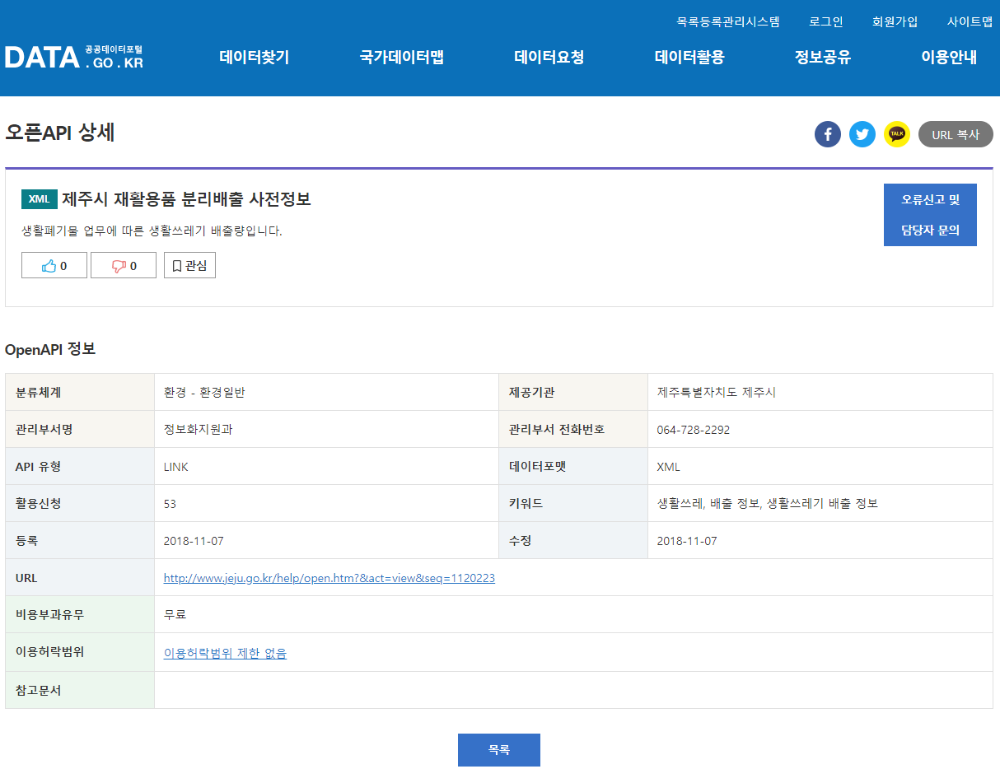 목록등록관리시스템 로그인 회원가입 사이트맵
DATA 공공데이터포털 .GO.KR
데이터찾기 국가데이터맵 데이터요청 데이터활용 정보공유 이용안내
오픈API 상세
TALK URL 복사
XML 제주시 재활용품 분리배출 사전정보
오류신고 및
담당자 문의
생활폐기물 업무에 따른 생활쓰레기 배출량입니다.
0 0 관심
OpenAPI 정보
분류체계 환경 - 환경일반 제공기관 제주특별자치도 제주시
관리부서명 정보화지원과 관리부서 전화번호 064-728-2292
API 유형 LINK 데이터포맷 XML
활용신청 53 키워드 생활쓰레, 배출 정보, 생활쓰레기 배출 정보
등록 2018-11-07 수정 2018-11-07
URL http://www.jeju.go.kr/help/open.htm?&act=view&seq=1120223
비용부과유무 무료
이용허락범위 이용허락범위 제한 없음
참고문서
목록